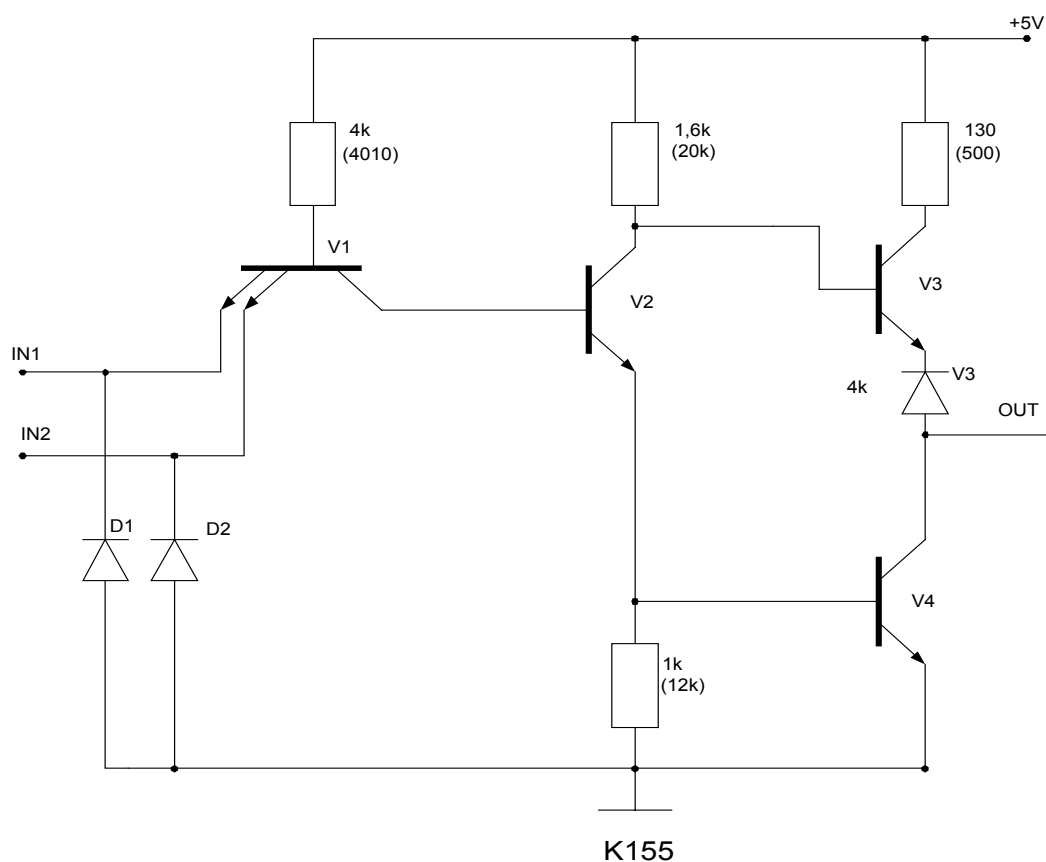 +5V
4k
(4010)
1,6k
(20k)
130
(500)
V1
V2
V3
IN1
4k
V3
OUT
IN2
D1
D2
V4
1k
(12k)
K155